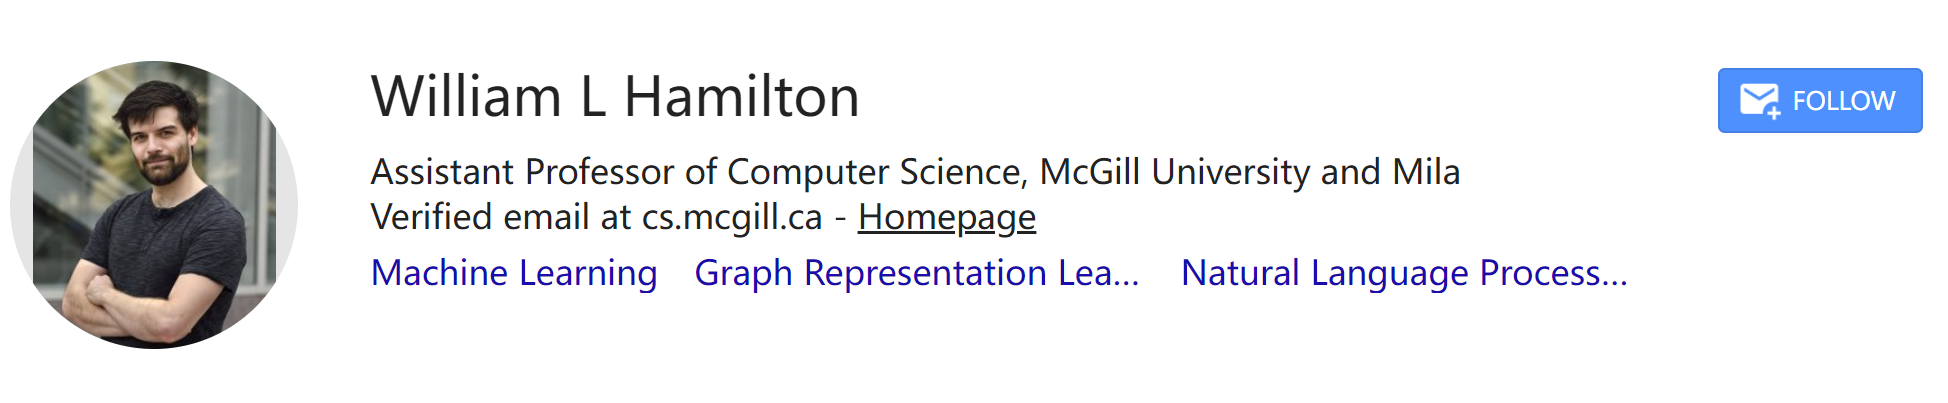 William L Hamilton
FOLLOW
Assistant Professor of Computer Science, McGill University and Mila
Verified email at cs.mcgill.ca - Homepage
Machine Learning Graph Representation Lea... Natural Language Process...